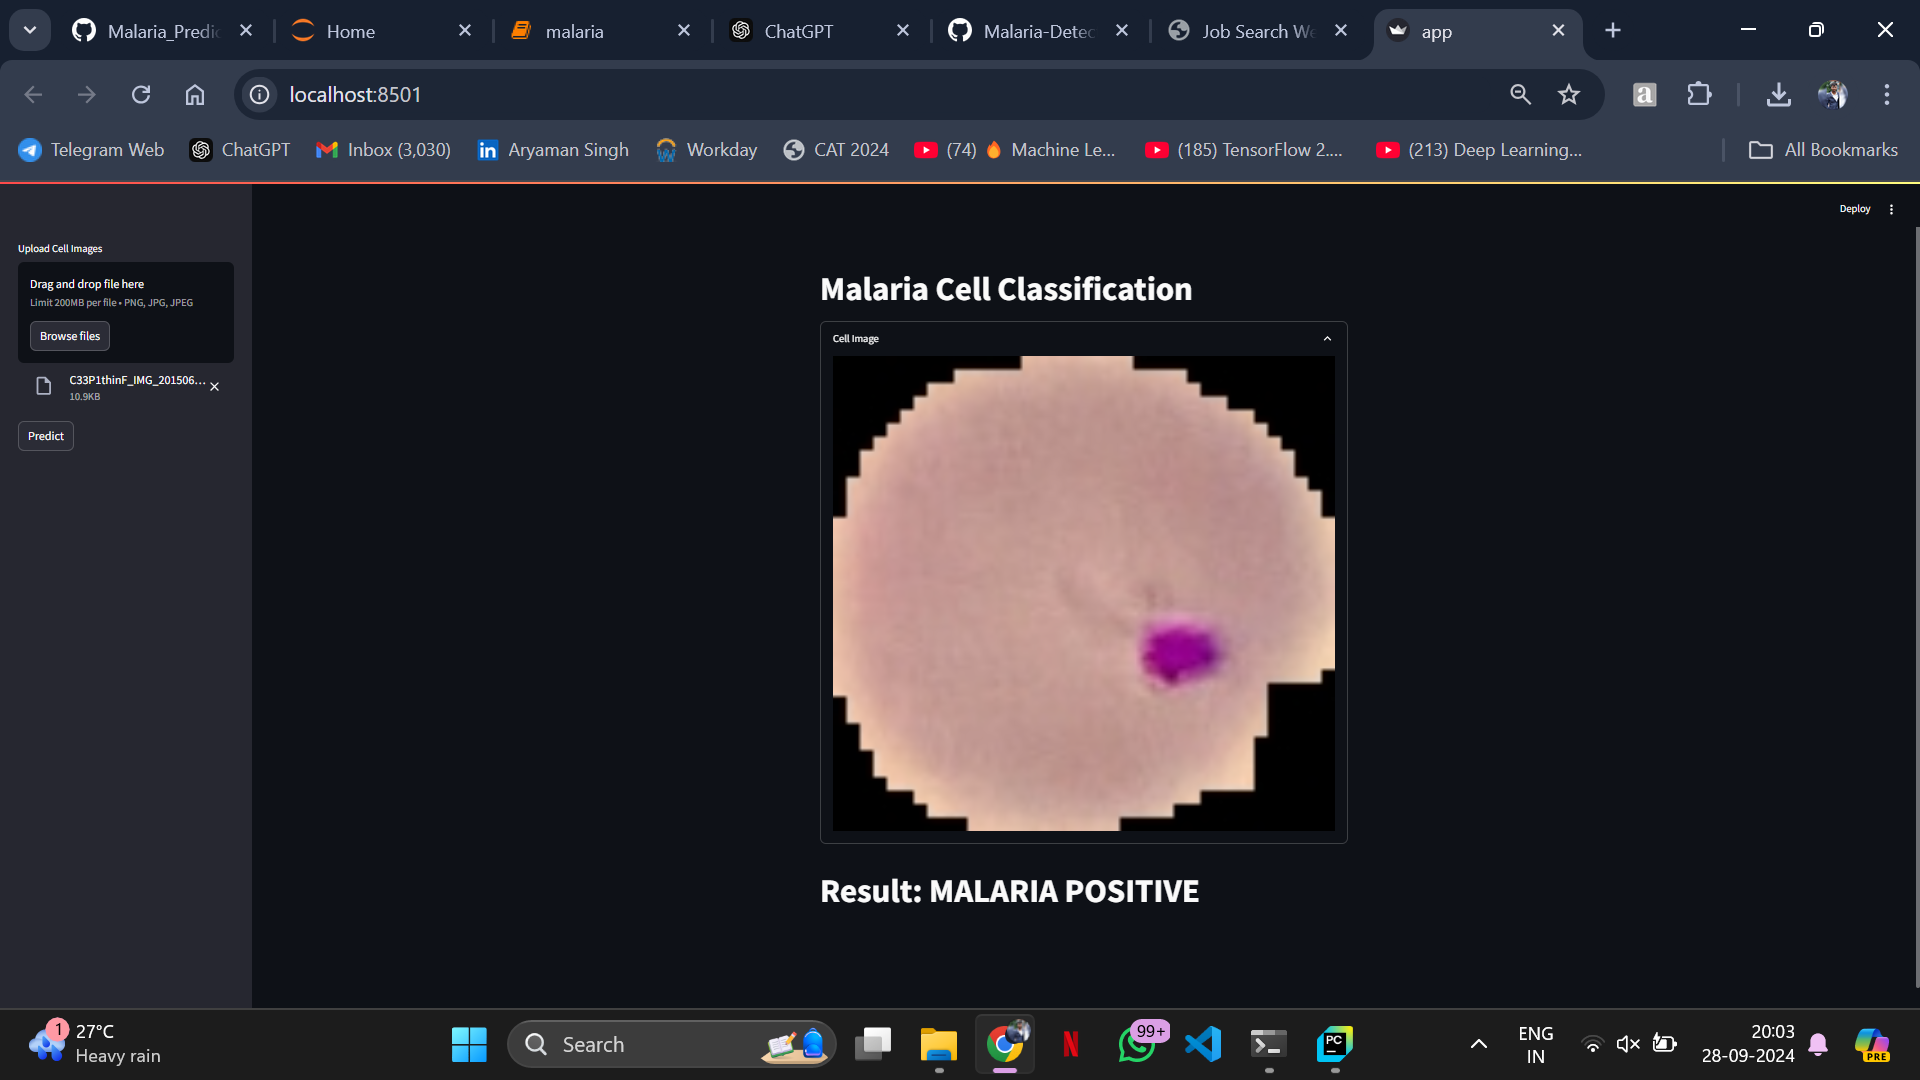 Malaria_Predic
Home
malaria
ChatGPT
Malaria-Detec
Job Search We
app
localhost:8501
Telegram Web
ChatGPT
Inbox (3,030)
Aryaman Singh
Workday
CAT 2024
(74) 🔥 Machine Le...
(185) TensorFlow 2....
(213) Deep Learning...
All Bookmarks
Deploy
Upload Cell Images
Drag and drop file here
Limit 200MB per file • PNG, JPG, JPEG
Browse files
C33P1thinF_IMG_201506...
10.9KB
Predict
Malaria Cell Classification
Cell Image
Result: MALARIA POSITIVE
1
27°C
Heavy rain
Search
99+
PC
ENG
IN
20:03
28-09-2024
PRE